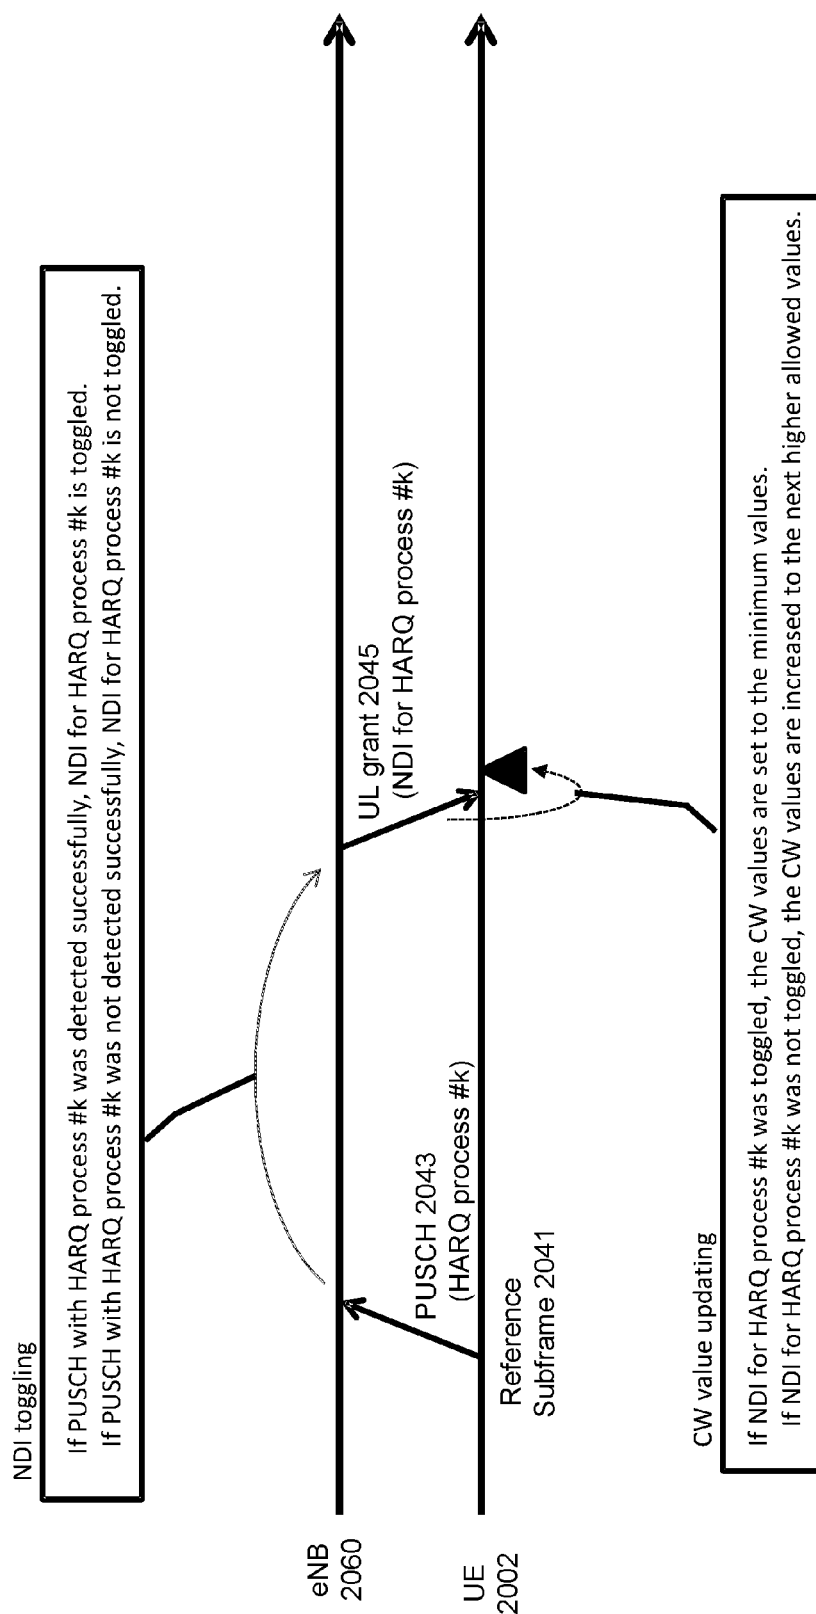 NDI toggling
If PUSCH with HARQ process #k was detected successfully, NDI for HARQ process #k is toggled.
If PUSCH with HARQ process #k was not detected successfully, NDI for HARQ process #k is not toggled.
eNB
2060
UL grant 2045
(NDI for HARQ process #k)
PUSCH 2043
(HARQ process #k)
UE
2002
Reference
Subframe 2041
CW value updating
If NDI for HARQ process #k was toggled, the CW values are set to the minimum values.
If NDI for HARQ process #k was not toggled, the CW values are increased to the next higher allowed values.